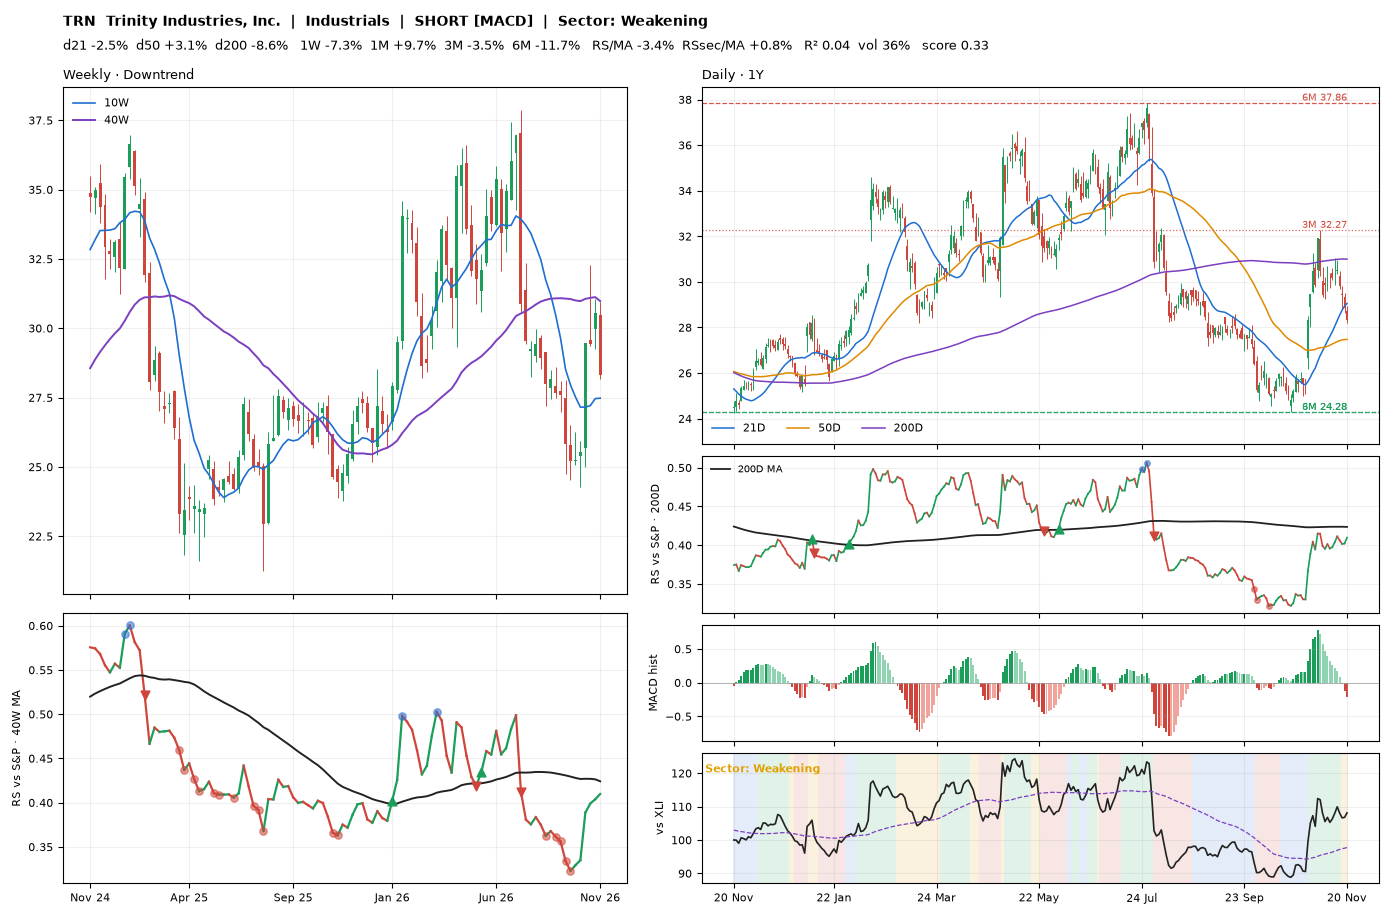 TRN  Trinity Industries, Inc.  |  Industrials  |  SHORT [MACD]  |  Sector: Weakening
d21 -2.5%  d50 +3.1%  d200 -8.6%   1W -7.3%  1M +9.7%  3M -3.5%  6M -11.7%   RS/MA -3.4%  RSsec/MA +0.8%   R² 0.04  vol 36%   score 0.33
Weekly · Downtrend
10W
40W
37.5
35.0
32.5
30.0
27.5
25.0
22.5
RS vs S&P · 40W MA
0.60
0.55
0.50
0.45
0.40
0.35
Nov 24
Apr 25
Sep 25
Jan 26
Jun 26
Nov 26
Daily · 1Y
38
36
34
32
30
28
26
24
6M 37.86
3M 32.27
6M 24.28
21D
50D
200D
RS vs S&P · 200D
200D MA
0.50
0.45
0.40
0.35
MACD hist
0.5
0.0
−0.5
vs XLI
Sector: Weakening
120
110
100
90
20 Nov
22 Jan
24 Mar
22 May
24 Jul
23 Sep
20 Nov